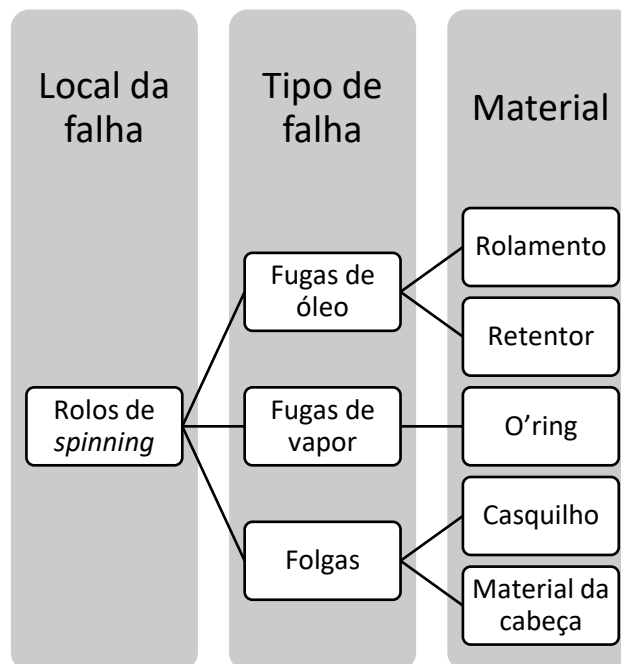 Local da
falha
Tipo de
falha
Material
Rolos de
spinning
Fugas de
óleo
Fugas de
vapor
Folgas
Rolamento
Retentor
O’ring
Casquilho
Material da
cabeça